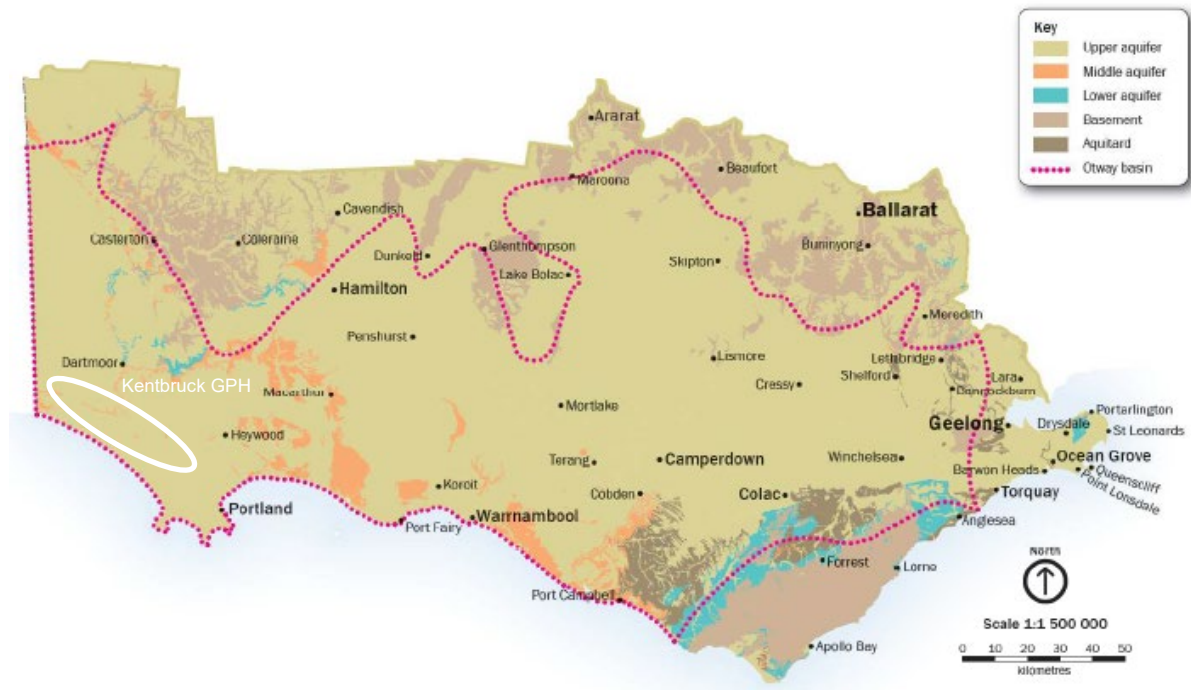 Key
Upper aquifer
Middle aquifer
Lower aquifer
Basement
Aquitard
Otway basin
Ararat
Beaufort
Maroona
Ballarat
Cavendish
Casterton
Coleraine
Buninyong
Glenthompson
Dunkeld
Skipton
Lake Bolac
Hamilton
Meredith
Penshurst
Dartmoor
Lismore
Lethbridge
Shelford
Lara
Kentbruck GPH
Cressy
Bannockburn
Macarthur
Mortlake
Portarlington
Geelong
Drysdale
St Leonards
Heywood
Terang
Camperdown
Winchelsea
Ocean Grove
Barwon Heads
Queenscliff
Point Lonsdale
Koroit
Cobden
Colac
Torquay
Portland
Warrnambool
Port Fairy
Anglesea
Forrest
Lorne
North
Port Campbell
Scale 1:1 500 000
Apollo Bay
0 10 20 30 40 50
kilometres